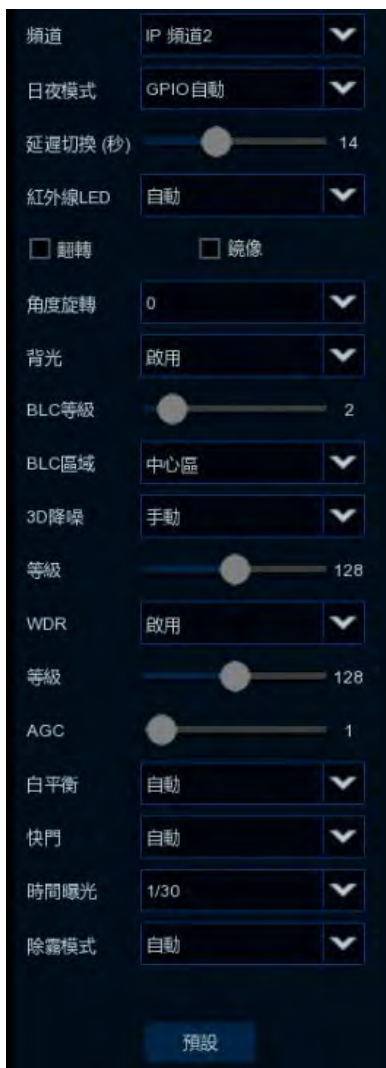 頻道 IP 頻道2
日夜模式 GPIO自動
延遲切換 (秒) 14
紅外線LED 自動
翻轉 鏡像
角度旋轉 0
背光 啟用
BLC等級 2
BLC區域 中心區
3D降噪 手動
等級 128
WDR 啟用
等級 128
AGC 1
白平衡 自動
快門 自動
時間曝光 1/30
除霧模式 自動
預設